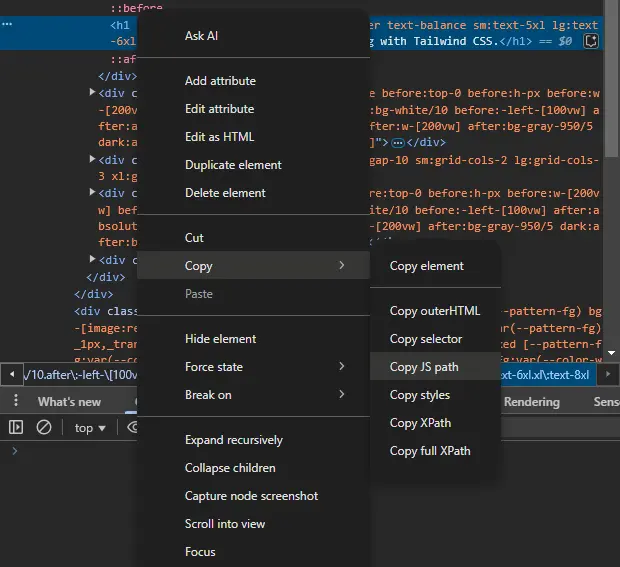 ::before
<h1
er text-balance sm:text-5xl lg:text
-6xl
g with Tailwind CSS.</h1> == $0
::af
</div>
<div c
e before:top-0 before:h-px before:w
-[200v
:bg-white/10 before:-left-[100vw] a
after:a
after:w-[200vw] after:bg-gray-950/5
dark:a
]">
</div>
<div c
gap-10 sm:grid-cols-2 lg:grid-cols-
3 xl:g
<div c
ore:top-0 before:h-px before:w-[200v
w] bef
ite/10 before:-left-[100vw] a
bsolut
w] after:bg-gray-950/5 dark:a
after:b
<div c
</div>
</div>
<div class
--pattern-fg) bg
-[image:re
var(--pattern-fg)
_1px,_tran
xed [--pattern-f
g:var(--co
fg:var(--color-w
Ask AI
Add attribute
Edit attribute
Edit as HTML
Duplicate element
Delete element
Cut
Copy
Paste
Hide element
Force state
Break on
Expand recursively
Collapse children
Capture node screenshot
Scroll into view
Focus
Copy element
Copy outerHTML
Copy selector
Copy JS path
Copy styles
Copy XPath
Copy full XPath
/10.after\:-left-\[100v
text-6xl.xl\:text-8xl
What's new
Rendering
Sens
top